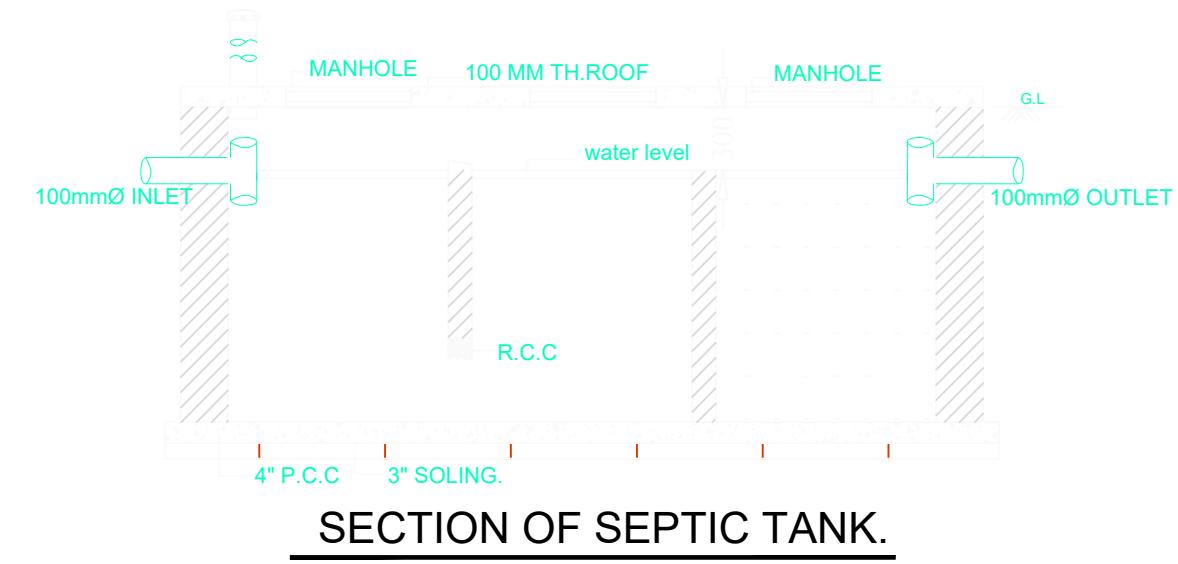 MANHOLE
100 MM TH.ROOF
MANHOLE
G.L
300
water level
100mmØ INLET
100mmØ OUTLET
R.C.C
4" P.C.C
3" SOLING.
SECTION OF SEPTIC TANK.